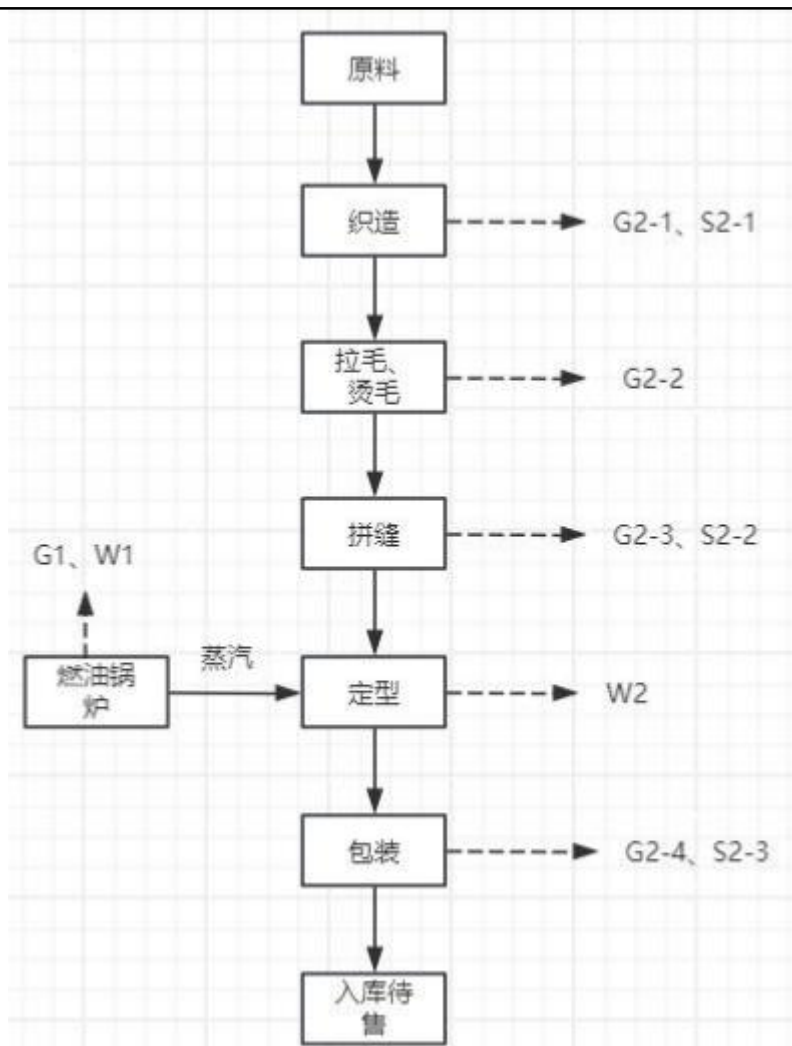 原料
织造
G2-1、S2-1
拉毛、
烫毛
G2-2
拼缝
G2-3、S2-2
G1、W1
燃油锅
炉
蒸汽
定型
W2
包装
G2-4、S2-3
入库待
售